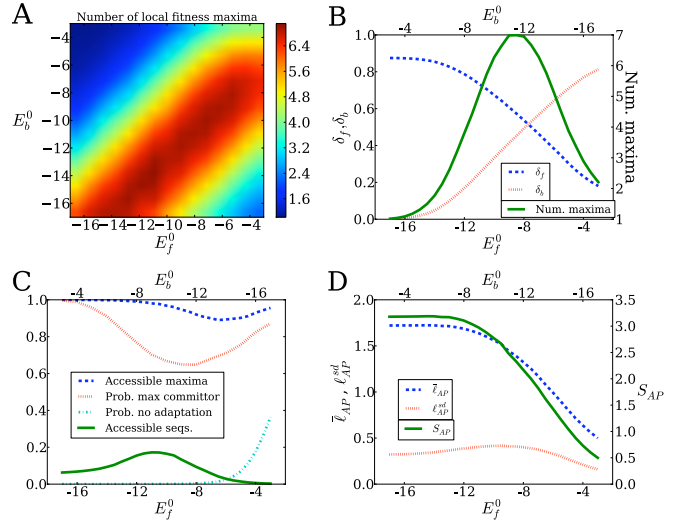 A
Number of local fitness maxima
E_b^0
−4
−6
−8
−10
−12
−14
−16
−16 −14 −12 −10 −8 −6 −4
E_f^0
6.4
5.6
4.8
4.0
3.2
2.4
1.6
B
E_b^0
-4 -8 -12 -16
1.0
0.8
0.6
0.4
0.2
0.0
δ_f, δ_b
7
6
5
4
3
2
1
Num. maxima
δ_f
δ_b
Num. maxima
-16 -12 -8 -4
E_f^0
C
E_b^0
-4 -8 -12 -16
1.0
0.8
0.6
0.4
0.2
0.0
Accessible maxima
Prob. max committor
Prob. no adaptation
Accessible seqs.
-16 -12 -8 -4
E_f^0
D
E_b^0
-4 -8 -11 -16
2.0
1.5
1.0
0.5
0.0
ℓ̄_AP , ℓ_AP^sd
3.5
3.0
2.5
2.0
1.5
1.0
0.5
0.0
S_AP
ℓ̄_AP
ℓ_AP^sd
S_AP
-16 -12 -9 -4
E_f^0